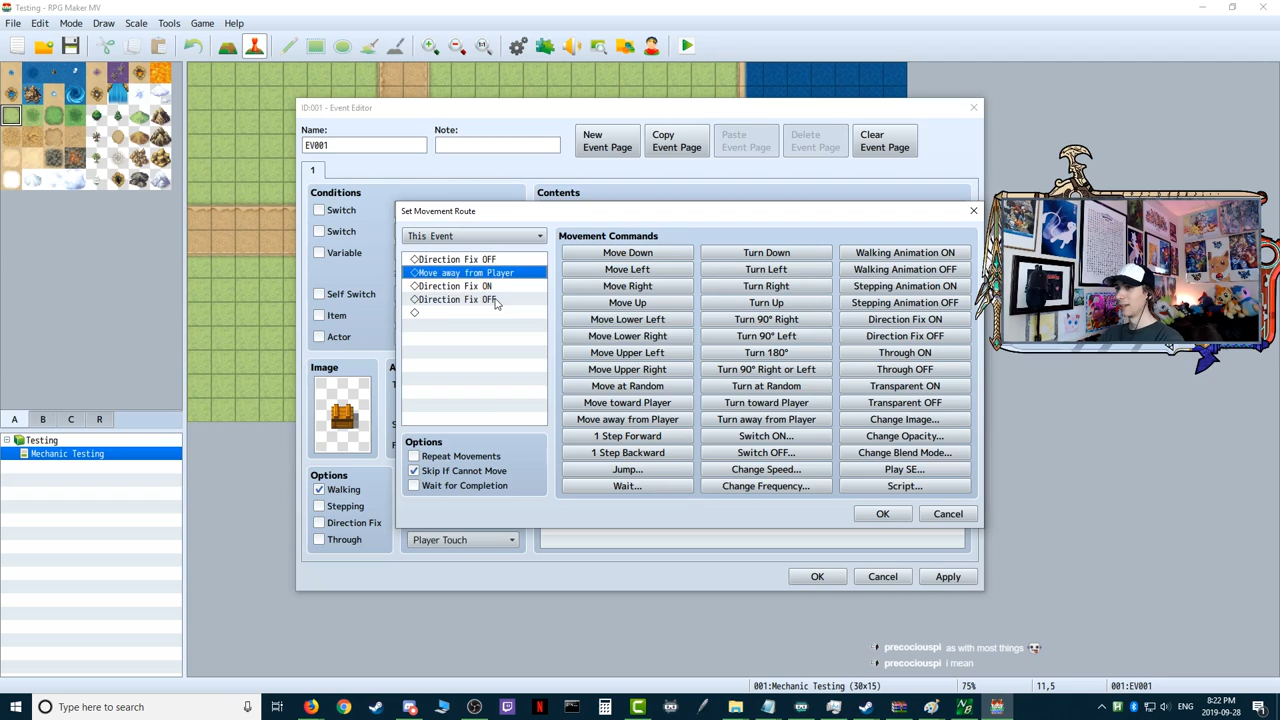 Testing - RPG Maker MV
File Edit Mode Draw Scale Tools Game Help
ID:001 - Event Editor
Name:
EV001
Note:
New Event Page
Copy Event Page
Paste Event Page
Delete Event Page
Clear Event Page
1
Conditions
Switch
Switch
Variable
Self Switch
Item
Actor
Image
Options
Walking
Stepping
Direction Fix
Through
Player Touch
Contents
OK Cancel Apply
Set Movement Route
This Event
◇Direction Fix OFF
◇Move away from Player
◇Direction Fix ON
◇Direction Fix OFF
◇
Options
Repeat Movements
Skip If Cannot Move
Wait for Completion
Movement Commands
Move Down Turn Down Walking Animation ON
Move Left Turn Left Walking Animation OFF
Move Right Turn Right Stepping Animation ON
Move Up Turn Up Stepping Animation OFF
Move Lower Left Turn 90° Right Direction Fix ON
Move Lower Right Turn 90° Left Direction Fix OFF
Move Upper Left Turn 180° Through ON
Move Upper Right Turn 90° Right or Left Through OFF
Move at Random Turn at Random Transparent ON
Move toward Player Turn toward Player Transparent OFF
Move away from Player Turn away from Player Change Image...
1 Step Forward Switch ON... Change Opacity...
1 Step Backward Switch OFF... Change Blend Mode...
Jump... Change Speed... Play SE...
Wait... Change Frequency... Script...
OK Cancel
A B C R
Testing
Mechanic Testing
precociouspi as with most things
precociouspi i mean
001:Mechanic Testing (30x15) 75% 11,5 001:EV001
Type here to search
ENG
8:22 PM
2019-09-28